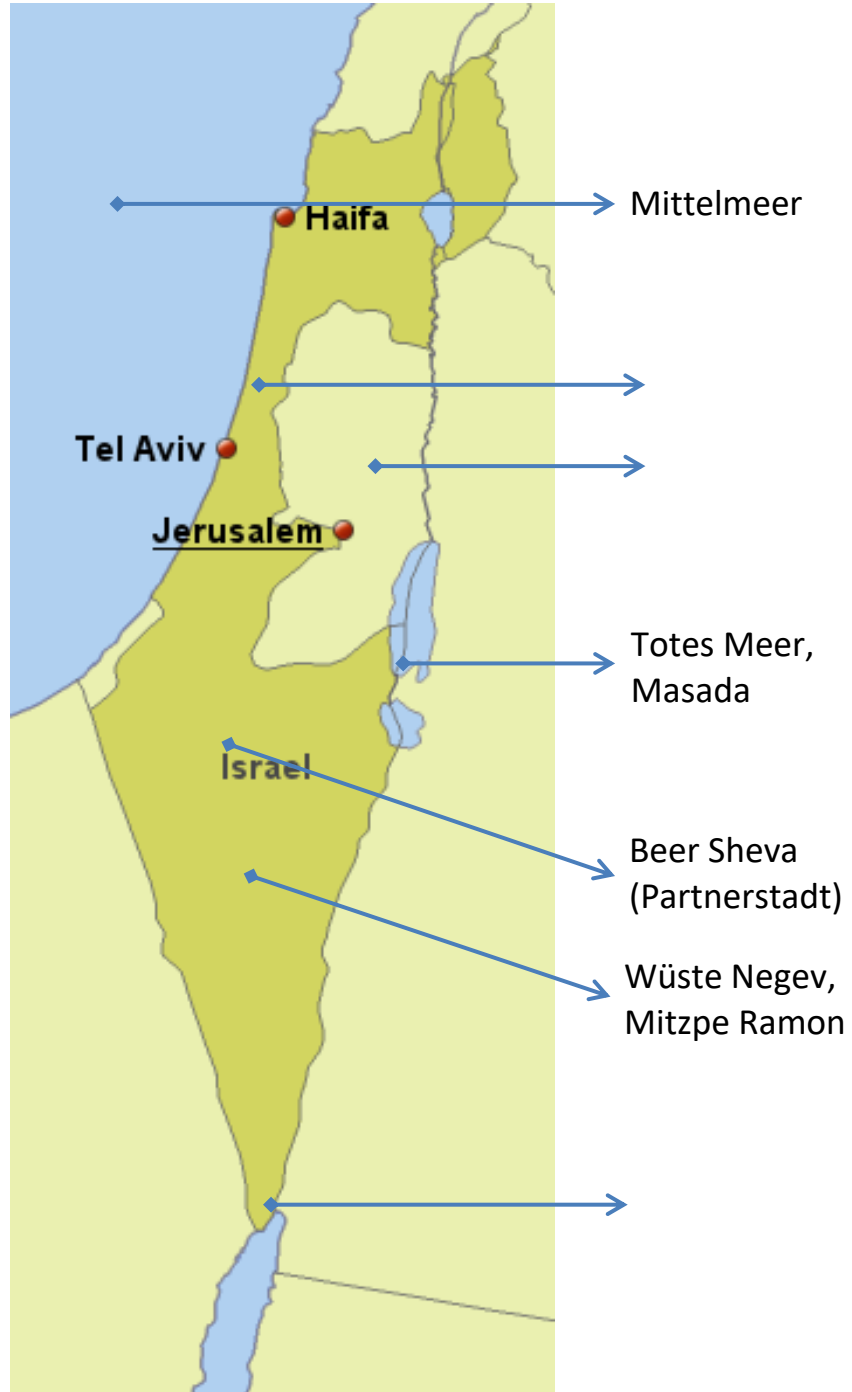 Mittelmeer
Haifa
Tel Aviv
Jerusalem
Totes Meer,
Masada
Israel
Beer Sheva
(Partnerstadt)
Wüste Negev,
Mitzpe Ramon